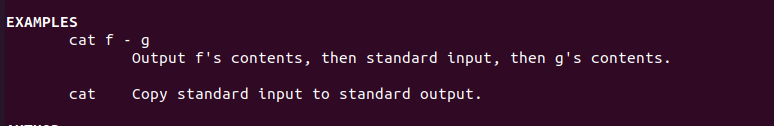 EXAMPLES
cat f - g
Output f's contents, then standard input, then g's contents.
cat    Copy standard input to standard output.